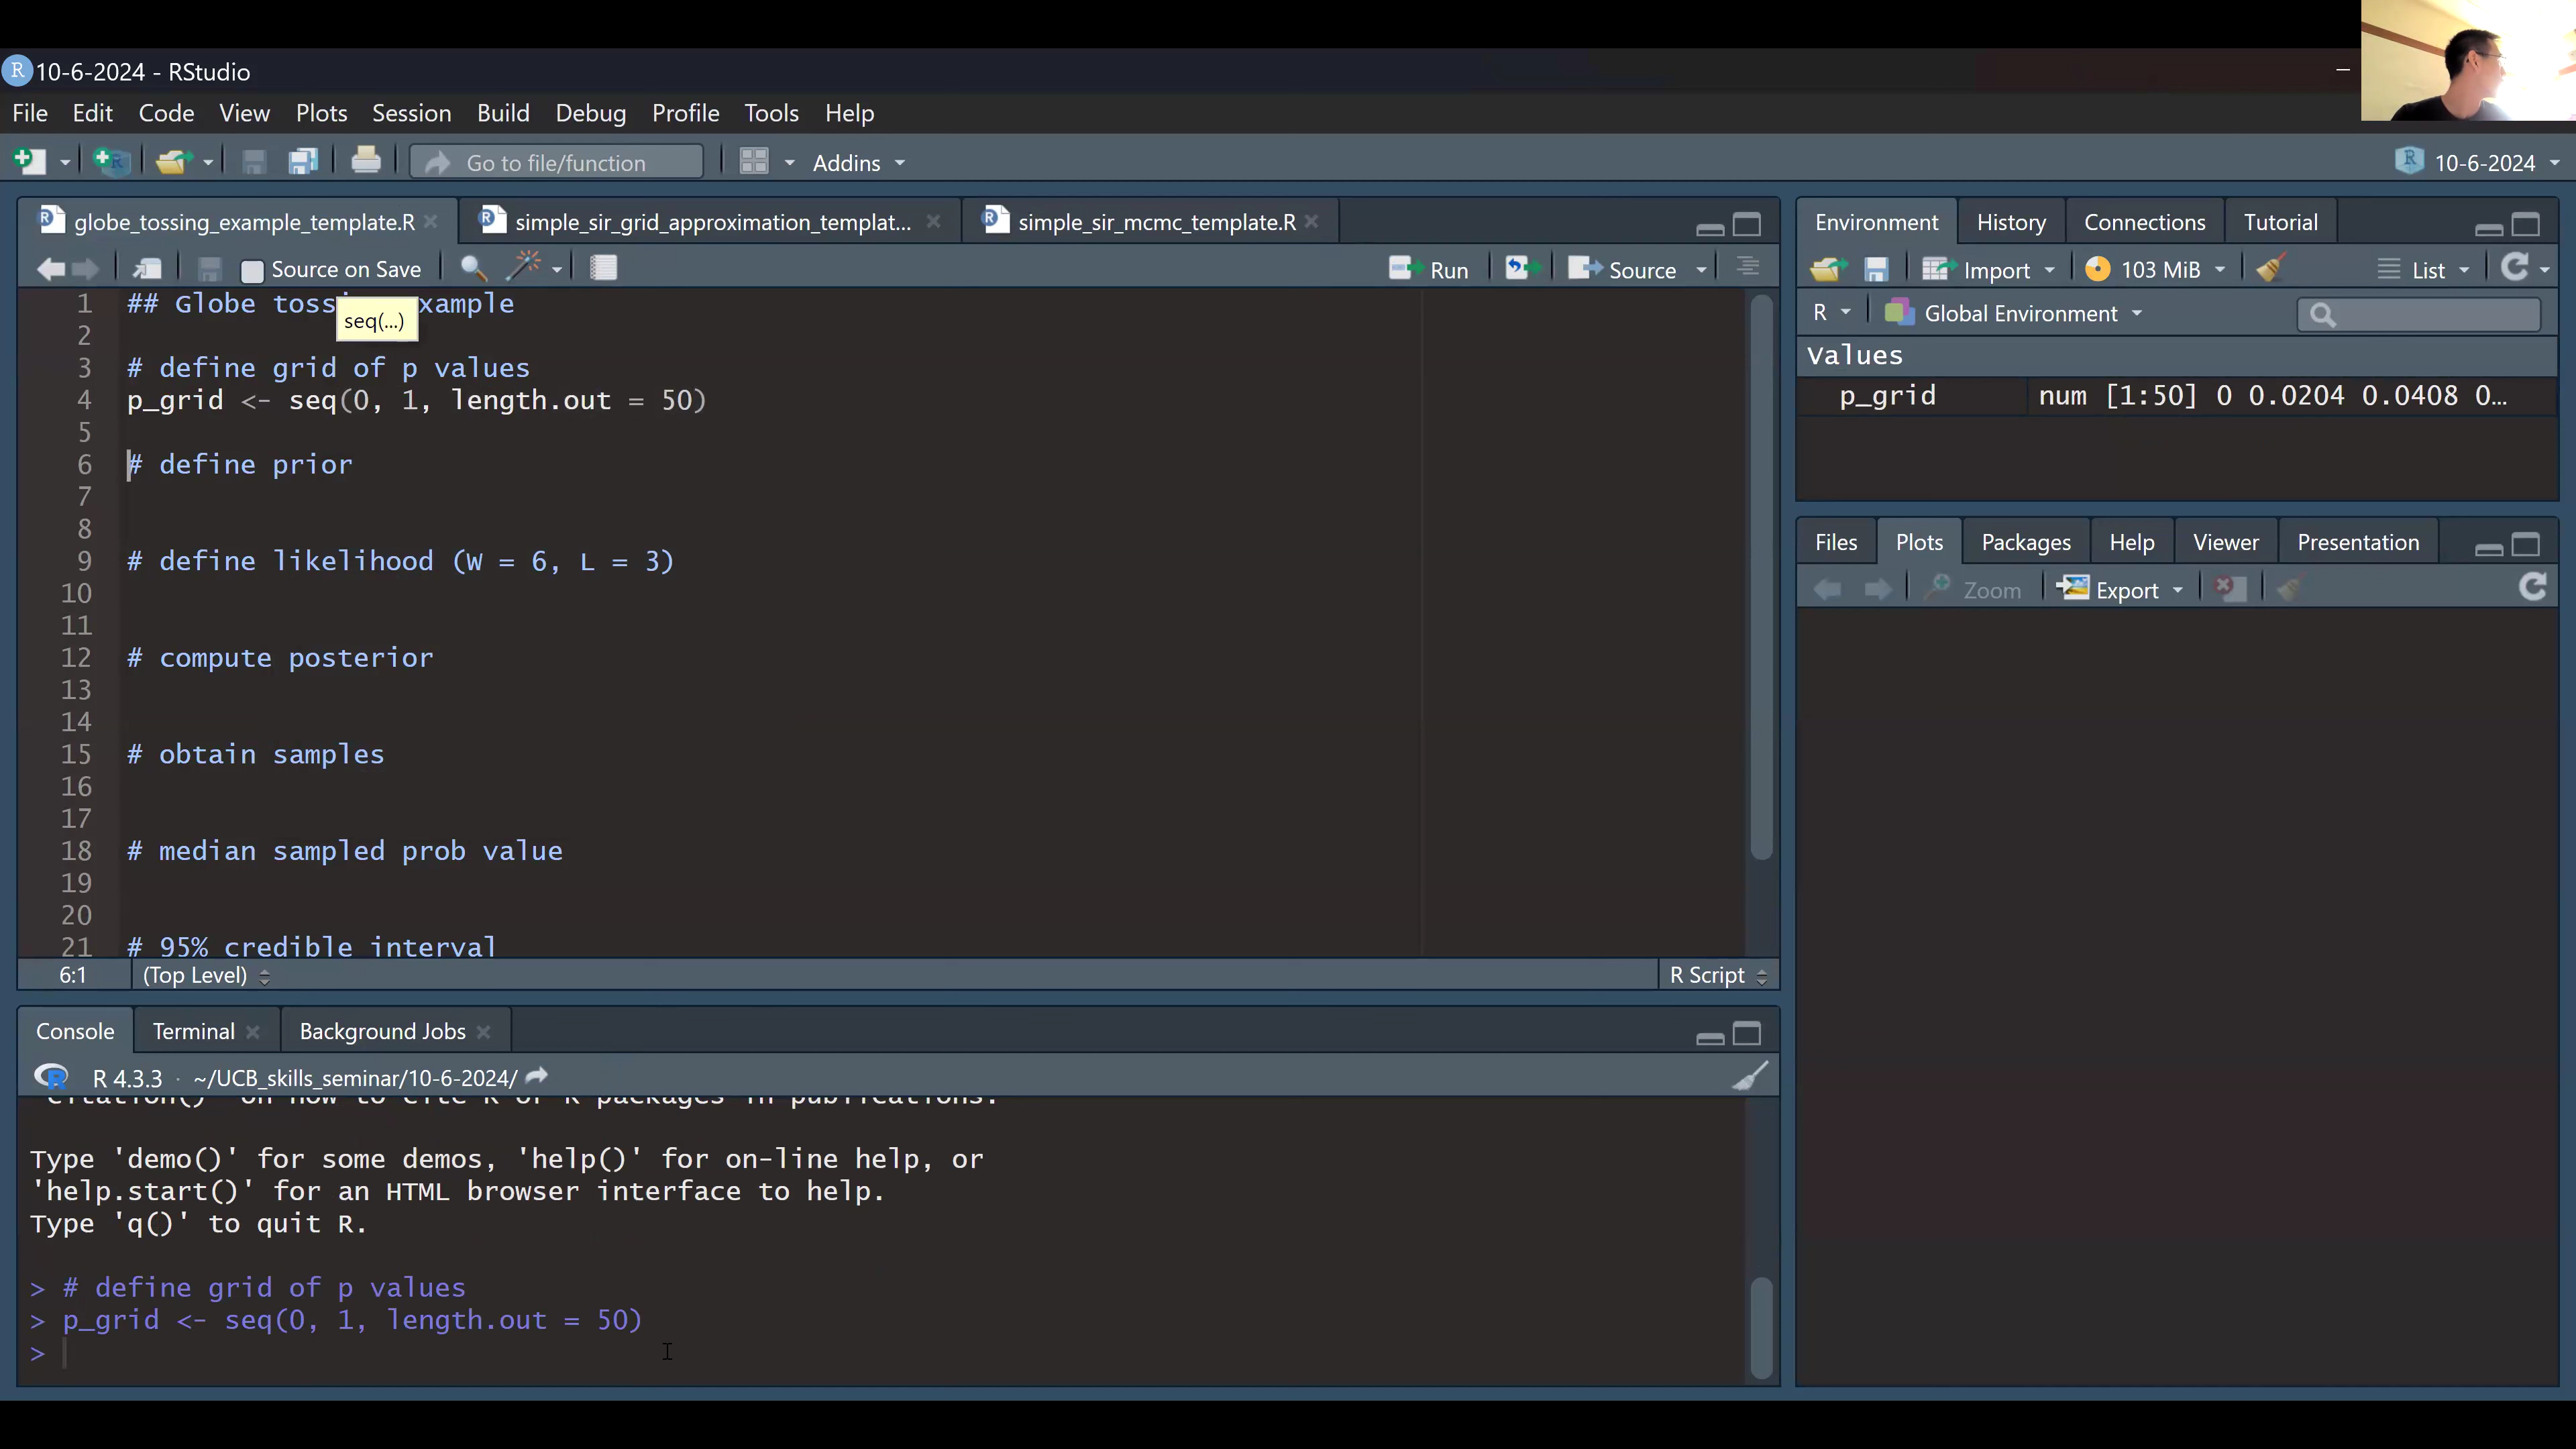 10-6-2024 - RStudio
File Edit Code View Plots Session Build Debug Profile Tools Help
Go to file/function Addins 10-6-2024
globe_tossing_example_template.R simple_sir_grid_approximation_templat... simple_sir_mcmc_template.R
Source on Save Run Source
1 ## Globe toss xample
seq(...)
2
3 # define grid of p values
4 p_grid <- seq(0, 1, length.out = 50)
5
6 # define prior
7
8
9 # define likelihood (W = 6, L = 3)
10
11
12 # compute posterior
13
14
15 # obtain samples
16
17
18 # median sampled prob value
19
20
21 # 95% credible interval
6:1 (Top Level) R Script
Console Terminal Background Jobs
R 4.3.3 · ~/UCB_skills_seminar/10-6-2024/
'citation()' on how to cite R or R packages in publications.
Type 'demo()' for some demos, 'help()' for on-line help, or
'help.start()' for an HTML browser interface to help.
Type 'q()' to quit R.
> # define grid of p values
> p_grid <- seq(0, 1, length.out = 50)
>
Environment History Connections Tutorial
Import 103 MiB List
R Global Environment
Values
p_grid num [1:50] 0 0.0204 0.0408 0...
Files Plots Packages Help Viewer Presentation
Zoom Export